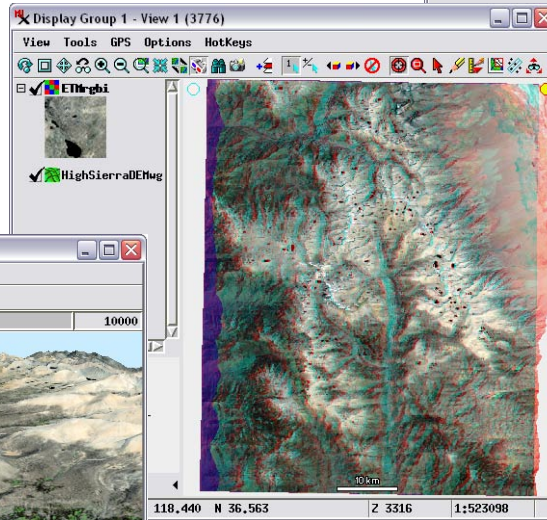 Display Group 1 - View 1 (3776)
View Tools GPS Options HotKeys
ETMrgbi
HighSierraDEMwg
10000
10 km
118.440 N 36.563 Z 3316 1:523098